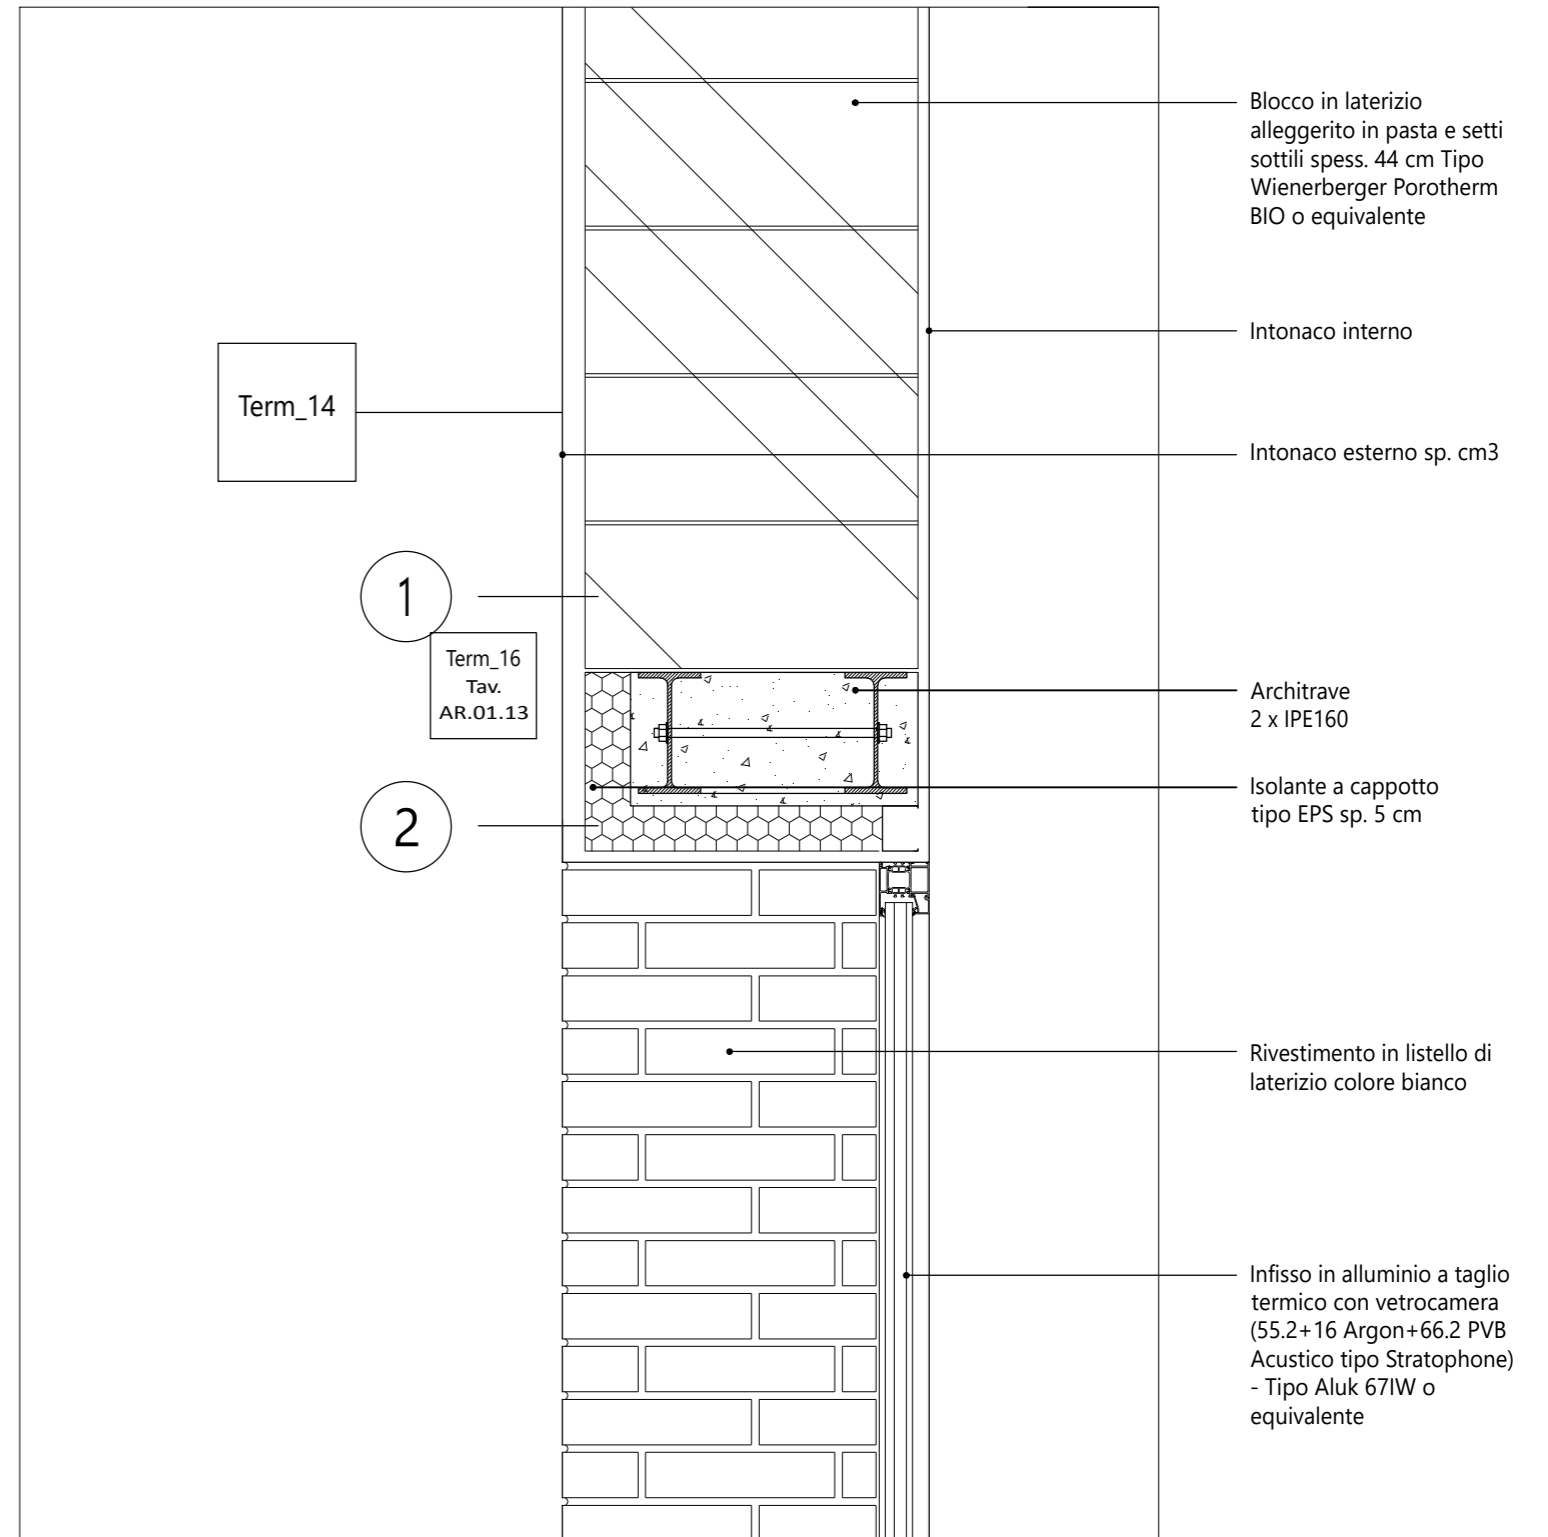 Blocco in laterizio
alleggerito in pasta e setti
sottili spess. 44 cm Tipo
Wienerberger Porotherm
BIO o equivalente
Intonaco interno
Term_14
Intonaco esterno sp. cm3
1
Term_16
Tav.
AR.01.13
Architrave
2 x IPE160
Isolante a cappotto
tipo EPS sp. 5 cm
2
Rivestimento in listello di
laterizio colore bianco
Infisso in alluminio a taglio
termico con vetrocamera
(55.2+16 Argon+66.2 PVB
Acustico tipo Stratophone)
- Tipo Aluk 67IW o
equivalente